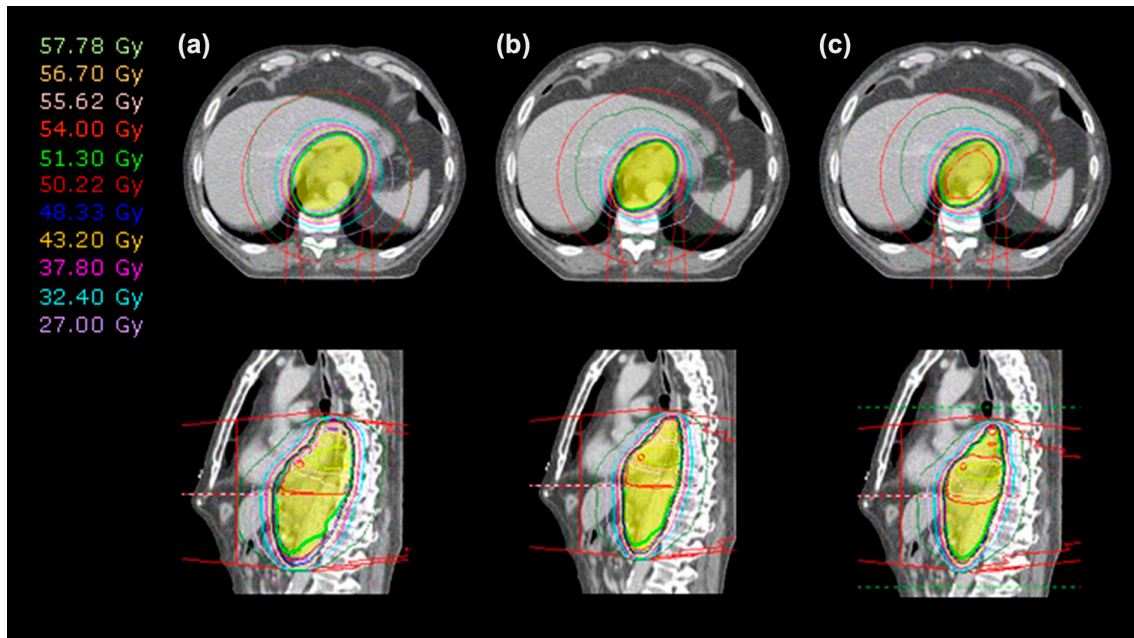 (a)
(b)
(c)
57.78 Gy
56.70 Gy
55.62 Gy
54.00 Gy
51.30 Gy
50.22 Gy
48.33 Gy
43.20 Gy
37.80 Gy
32.40 Gy
27.00 Gy